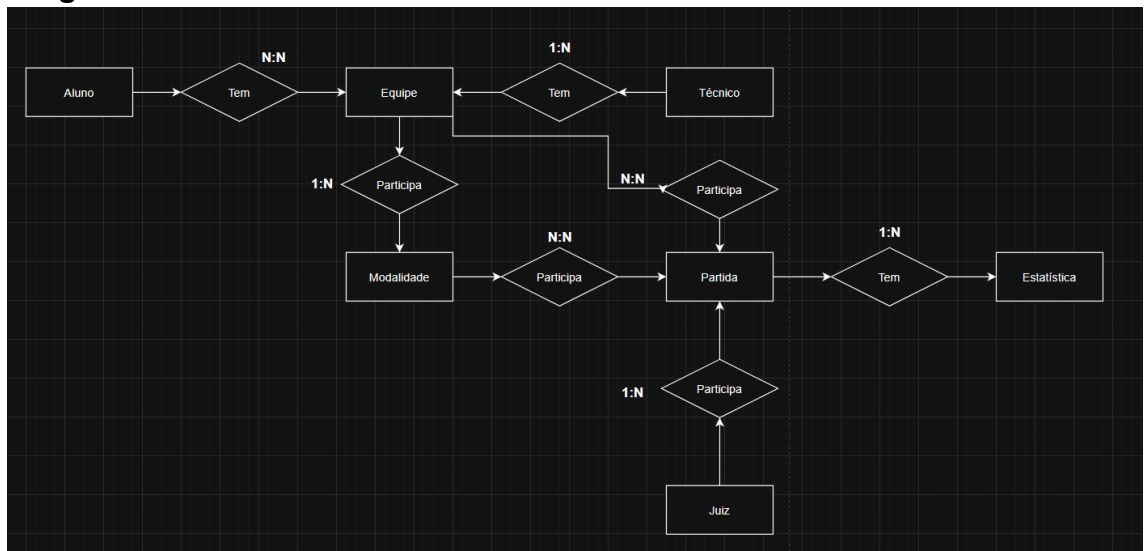 N:N
1:N
Aluno
Tem
Equipe
Tem
Técnico
1:N
Participa
N:N
Participa
N:N
1:N
Modalidade
Participa
Partida
Tem
Estatística
1:N
Participa
Juiz